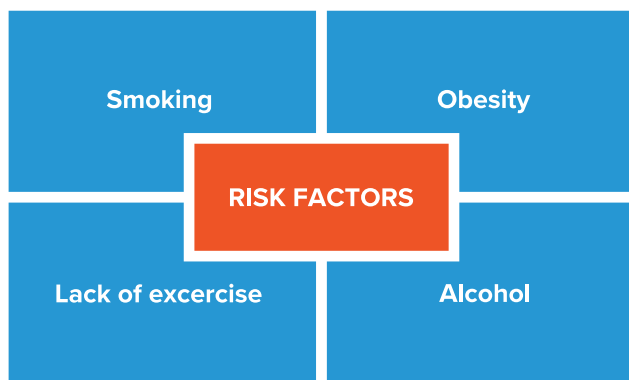 Smoking
Obesity
RISK FACTORS
Lack of excercise
Alcohol